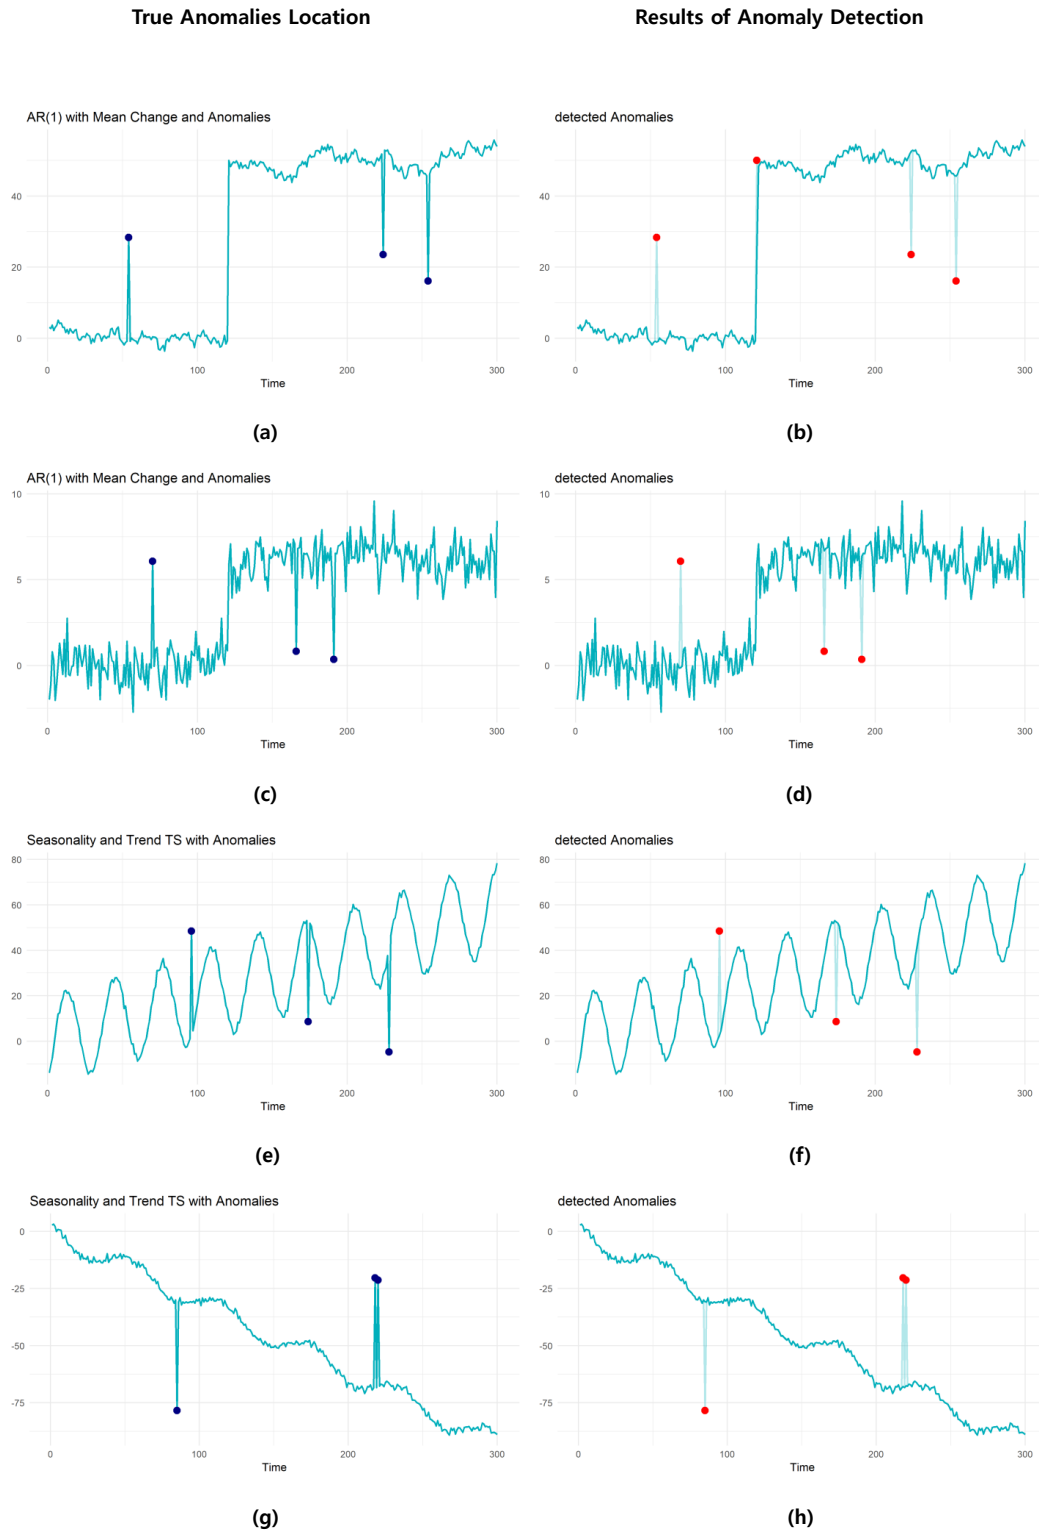 True Anomalies Location
Results of Anomaly Detection
AR(1) with Mean Change and Anomalies
40
20
0
0 100 200 300
Time
(a)
detected Anomalies
40
20
0
0 100 200 300
Time
(b)
AR(1) with Mean Change and Anomalies
10
5
0
0 100 200 300
Time
(c)
detected Anomalies
10
5
0
0 100 200 300
Time
(d)
Seasonality and Trend TS with Anomalies
80
60
40
20
0
0 100 200 300
Time
(e)
detected Anomalies
80
60
40
20
0
0 100 200 300
Time
(f)
Seasonality and Trend TS with Anomalies
0
-25
-50
-75
0 100 200 300
Time
(g)
detected Anomalies
0
-25
-50
-75
0 100 200 300
Time
(h)